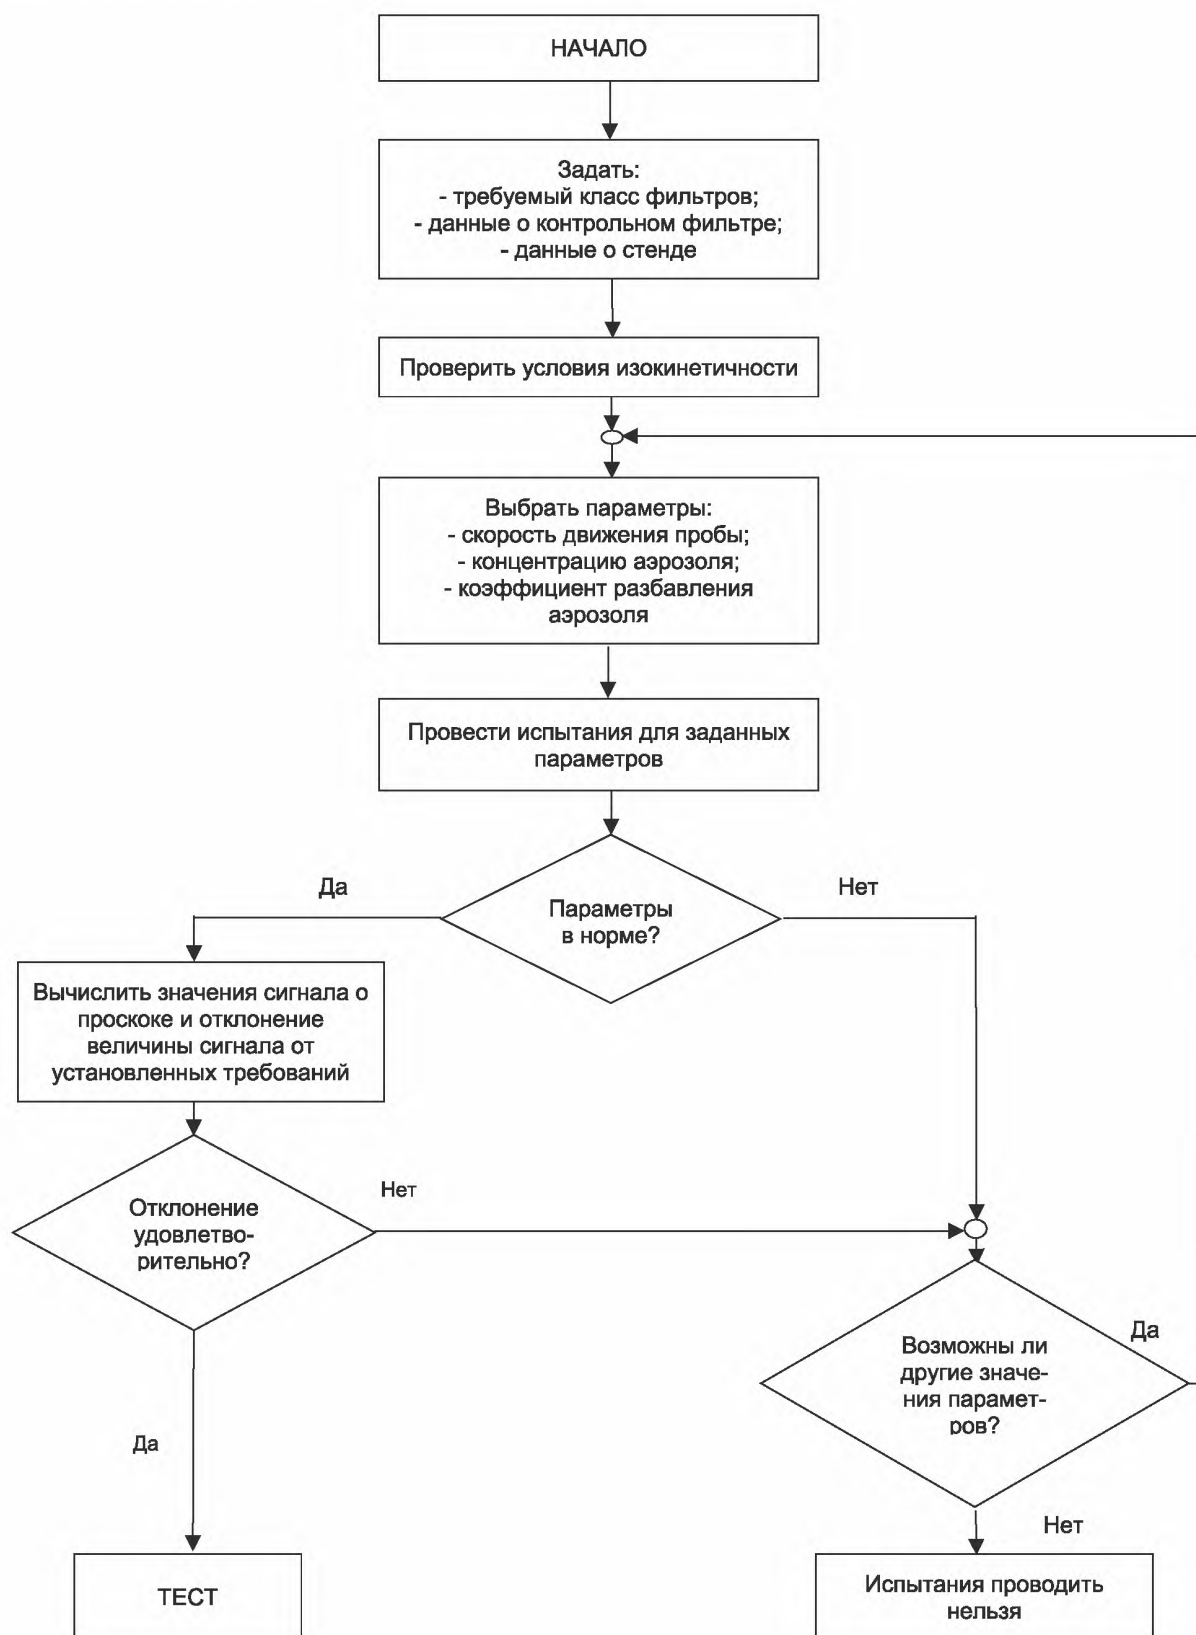 НАЧАЛО
Задать:
- требуемый класс фильтров;
- данные о контрольном фильтре;
- данные о стенде
Проверить условия изокинетичности
Выбрать параметры:
- скорость движения пробы;
- концентрацию аэрозоля;
- коэффициент разбавления
аэрозоля
Провести испытания для заданных
параметров
Да
Нет
Параметры
в норме?
Вычислить значения сигнала о
проскоке и отклонение
величины сигнала от
установленных требований
Нет
Отклонение
удовлетво-
рительно?
Да
Возможны ли
другие значе-
ния парамет-
ров?
Да
Нет
ТЕСТ
Испытания проводить
нельзя